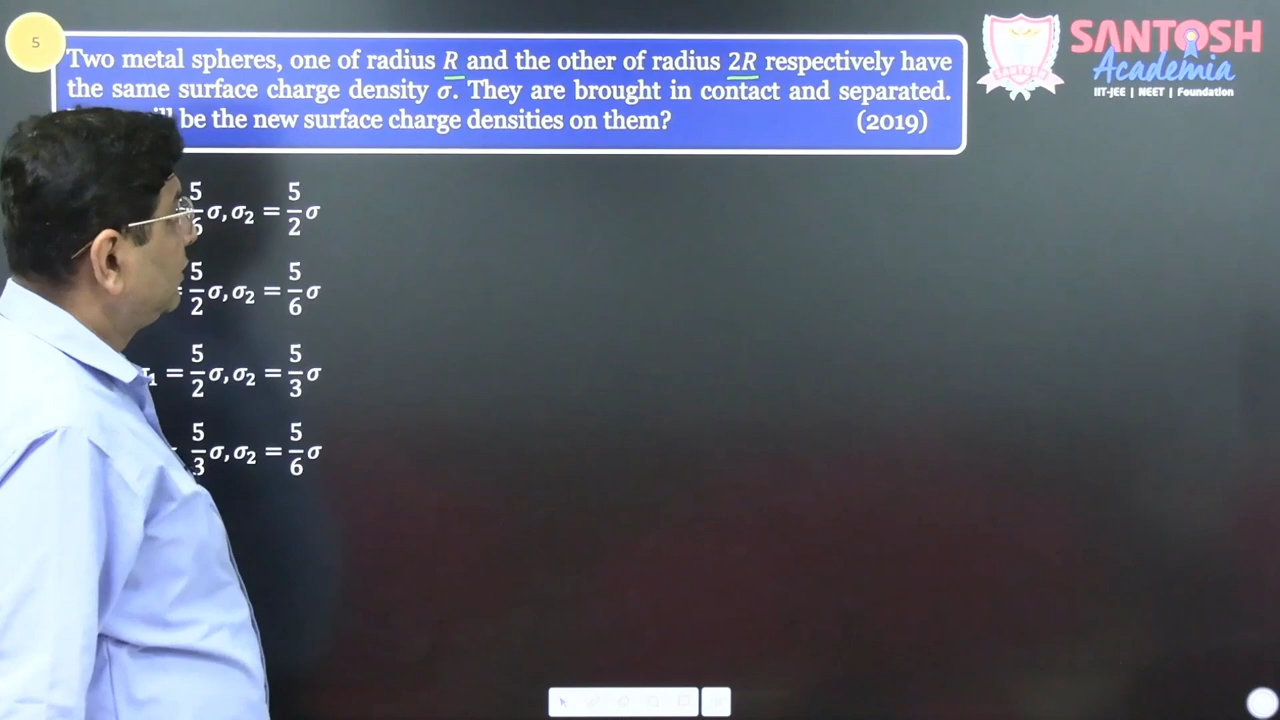 5
Two metal spheres, one of radius R and the other of radius 2R respectively have
the same surface charge density σ. They are brought in contact and separated.
be the new surface charge densities on them? (2019)
SANTOSH
Academia
IIT-JEE | NEET | Foundation
SANTOSH
σ, σ₂ = 5/2 σ
= 5/2 σ, σ₂ = 5/6 σ
₁ = 5/2 σ, σ₂ = 5/3 σ
5/3 σ, σ₂ = 5/6 σ